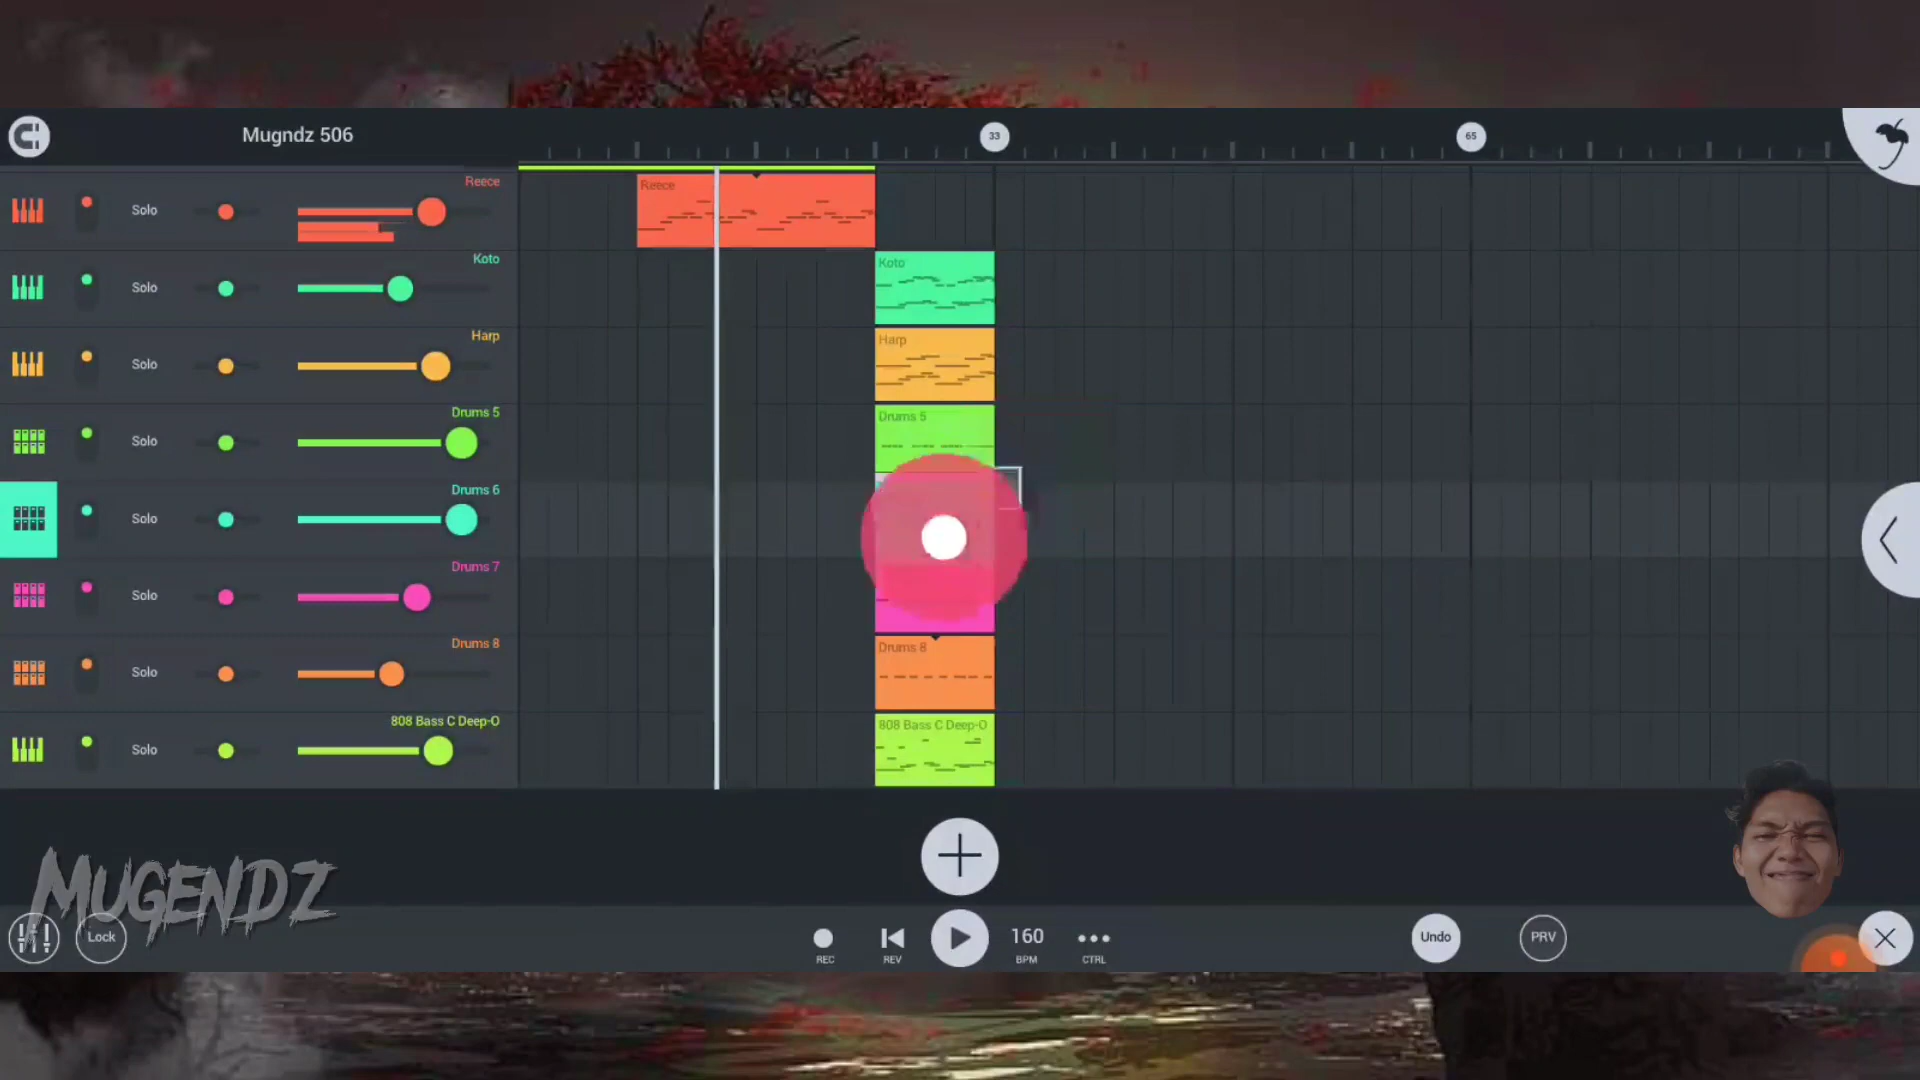 Mugndz 506
33
65
Reece
Solo
Reece
Koto
Solo
Koto
Harp
Solo
Harp
Drums 5
Solo
Drums 5
Drums 6
Solo
Drums 7
Solo
Drums 8
Solo
Drums 8
808 Bass C Deep-O
Solo
808 Bass C Deep-O
MUGENDZ
Lock
REC
REV
160
BPM
CTRL
Undo
PRV